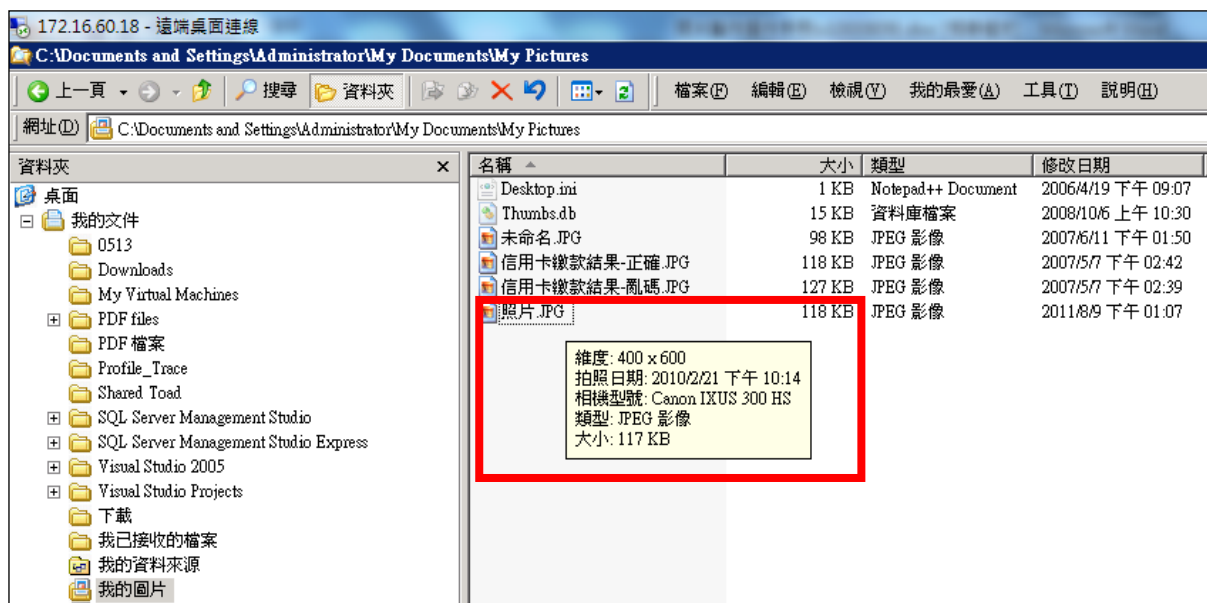 172.16.60.18 - 遠端桌面連線
C:\Documents and Settings\Administrator\My Documents\My Pictures
上一頁 搜尋 資料夾 檔案(F) 編輯(E) 檢視(V) 我的最愛(A) 工具(T) 說明(H)
網址(D) C:\Documents and Settings\Administrator\My Documents\My Pictures
資料夾 x
桌面
我的文件
0513
Downloads
My Virtual Machines
PDF files
PDF 檔案
Profile_Trace
Shared Toad
SQL Server Management Studio
SQL Server Management Studio Express
Visual Studio 2005
Visual Studio Projects
下載
我已接收的檔案
我的資料來源
我的圖片
名稱 大小 類型 修改日期
Desktop.ini 1 KB Notepad++ Document 2006/4/19 下午 09:07
Thumbs.db 15 KB 資料庫檔案 2008/10/6 上午 10:30
未命名.JPG 98 KB JPEG 影像 2007/6/11 下午 01:50
信用卡繳款結果-正確.JPG 118 KB JPEG 影像 2007/5/7 下午 02:42
信用卡繳款結果-亂碼.JPG 127 KB JPEG 影像 2007/5/7 下午 02:39
照片.JPG 118 KB JPEG 影像 2011/8/9 下午 01:07
維度: 400 x 600
拍照日期: 2010/2/21 下午 10:14
相機型號: Canon IXUS 300 HS
類型: JPEG 影像
大小: 117 KB